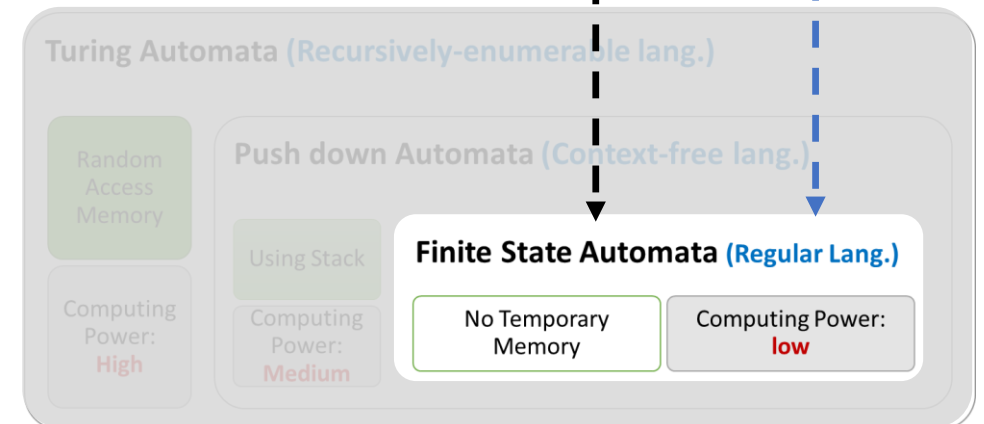 Turing Automata (Recursively-enumerable lang.)
Random
Access
Memory
Computing
Power:
High
Push down Automata (Context-free lang.)
Using Stack
Computing
Power:
Medium
Finite State Automata (Regular Lang.)
No Temporary
Memory
Computing Power:
low